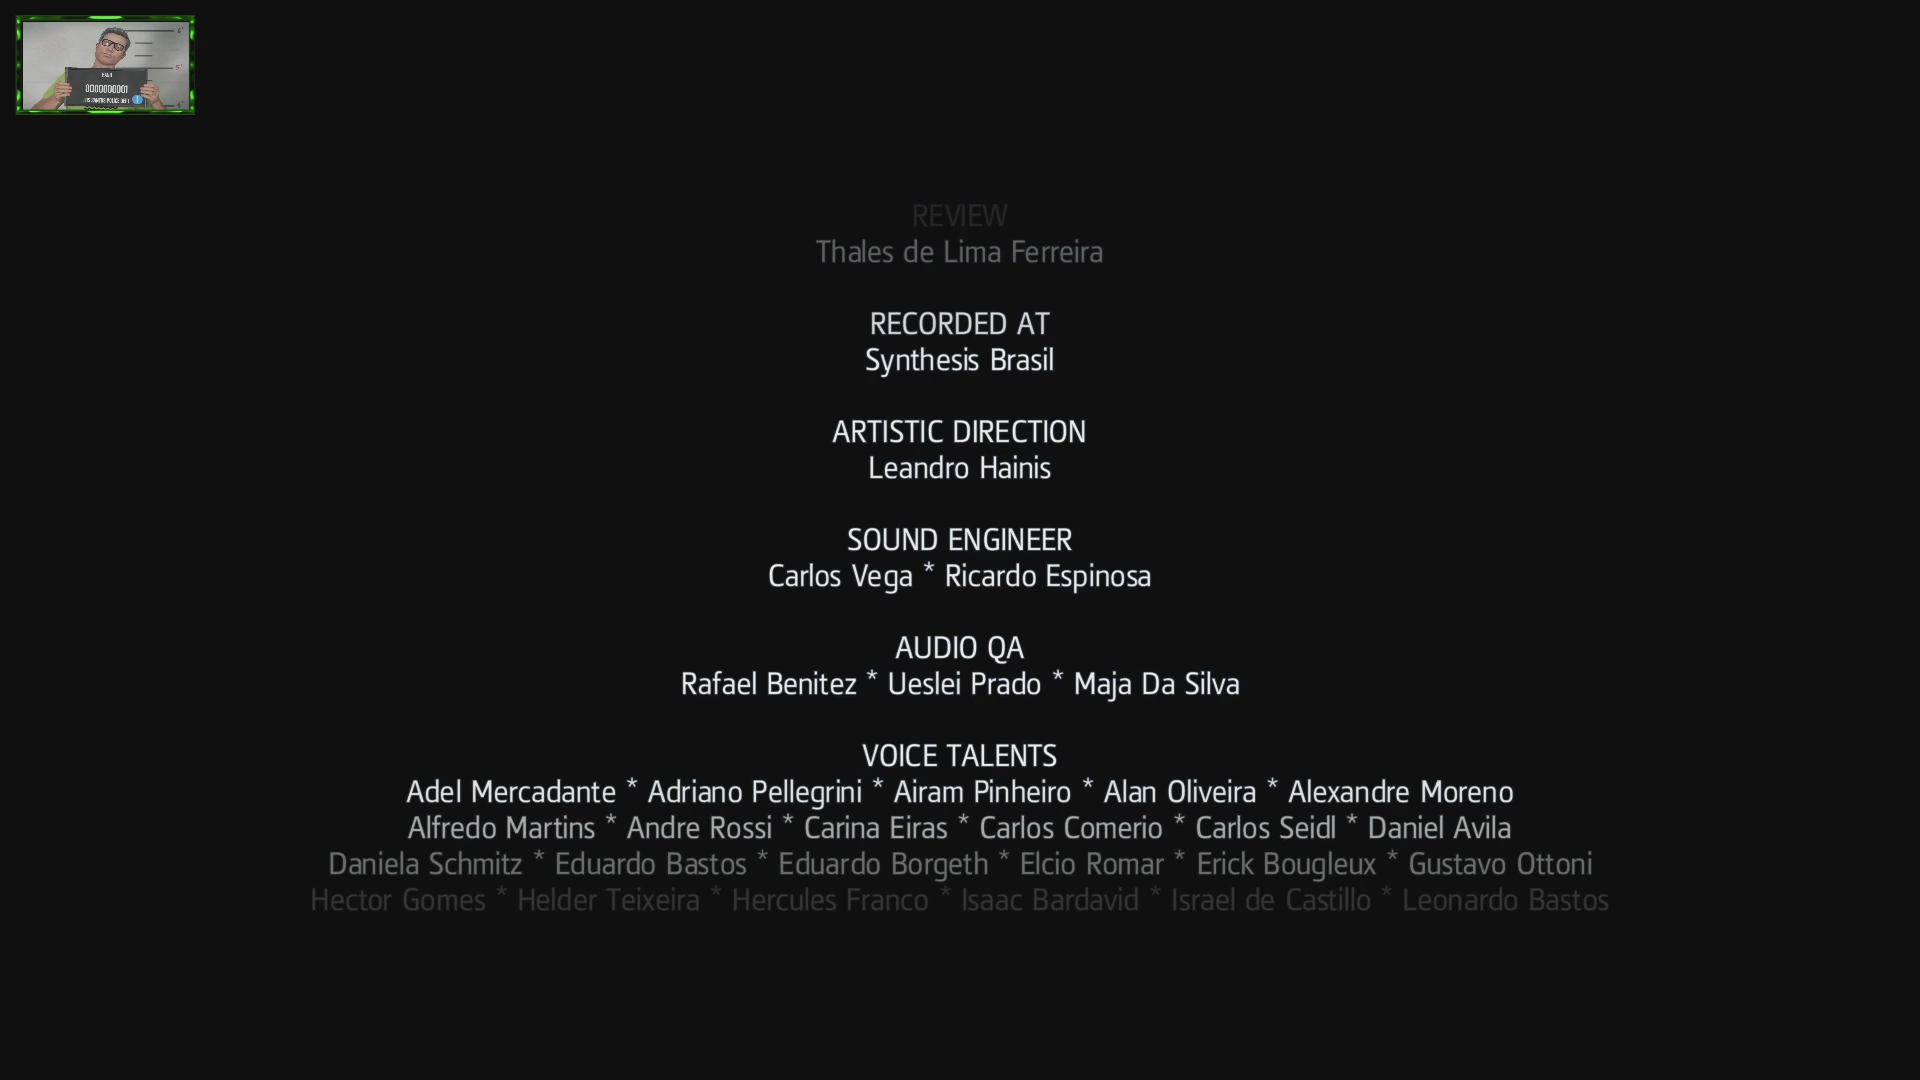 6'
5'
0000000001
REVIEW
Thales de Lima Ferreira
RECORDED AT
Synthesis Brasil
ARTISTIC DIRECTION
Leandro Hainis
SOUND ENGINEER
Carlos Vega * Ricardo Espinosa
AUDIO QA
Rafael Benitez * Ueslei Prado * Maja Da Silva
VOICE TALENTS
Adel Mercadante * Adriano Pellegrini * Airam Pinheiro * Alan Oliveira * Alexandre Moreno
Alfredo Martins * Andre Rossi * Carina Eiras * Carlos Comerio * Carlos Seidl * Daniel Avila
Daniela Schmitz * Eduardo Bastos * Eduardo Borgeth * Elcio Romar * Erick Bougleux * Gustavo Ottoni
Hector Gomes * Helder Teixeira * Hercules Franco * Isaac Bardavid * Israel de Castillo * Leonardo Bastos